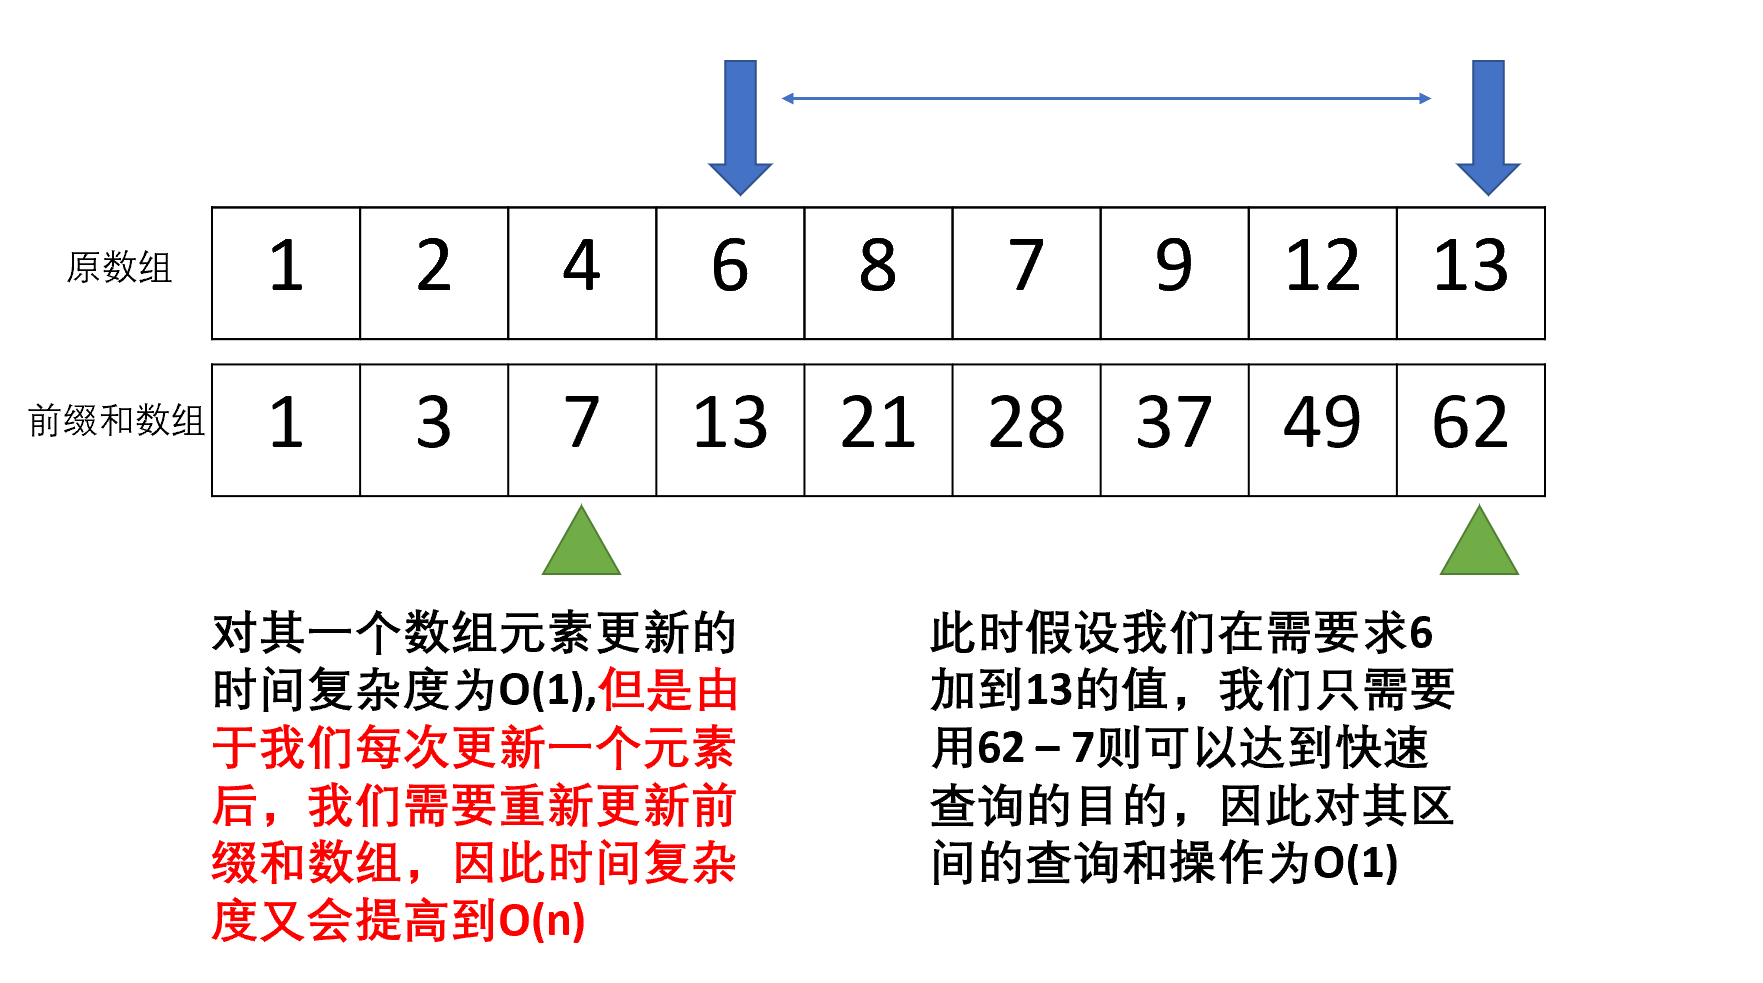 原数组 1 2 4 6 8 7 9 12 13
前缀和数组 1 3 7 13 21 28 37 49 62
对其一个数组元素更新的
时间复杂度为O(1),但是由
于我们每次更新一个元素
后，我们需要重新更新前
缀和数组，因此时间复杂
度又会提高到O(n)
此时假设我们在需要求6
加到13的值，我们只需要
用62 – 7则可以达到快速
查询的目的，因此对其区
间的查询和操作为O(1)